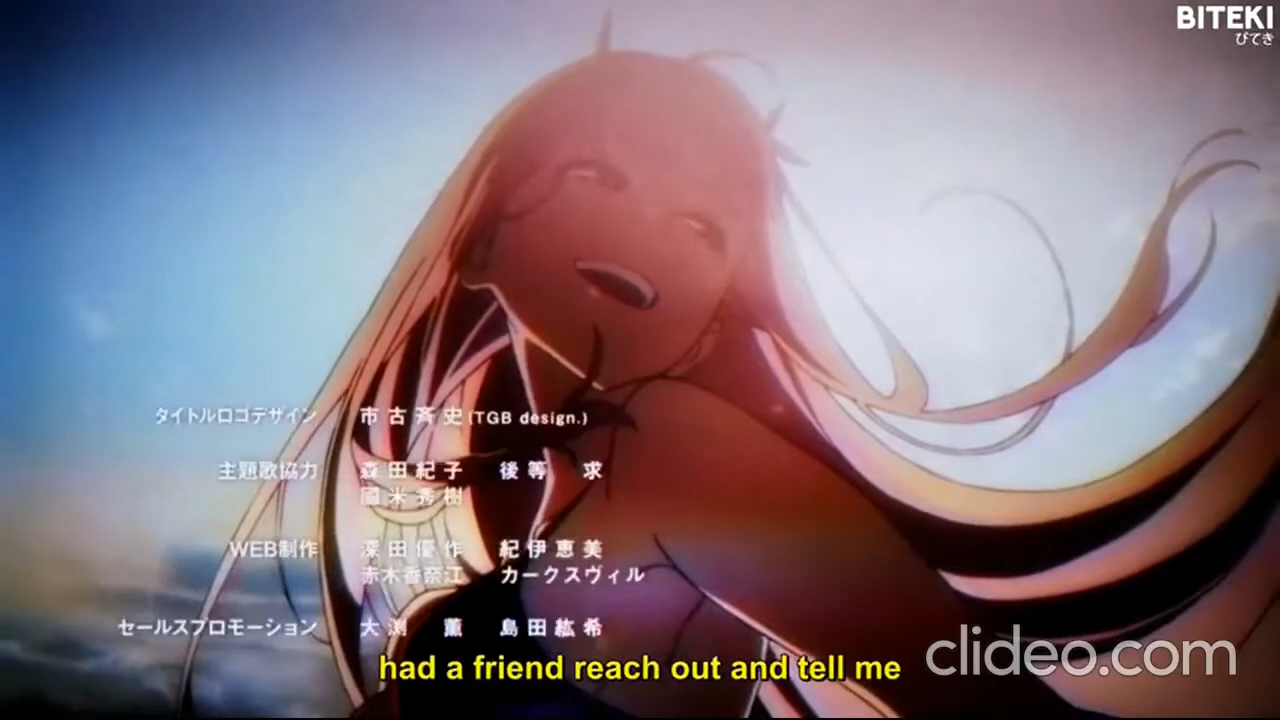 BITEKI
びてき
タイトルロゴデザイン 市古斉史(TGB design.)
主題歌協力 森田紀子 後等 求
國米秀樹
WEB制作 深田優作 紀伊恵美
赤木香奈江 カークスヴィル
セールスプロモーション 大渕 薫 島田紘希
had a friend reach out and tell me
clideo.com